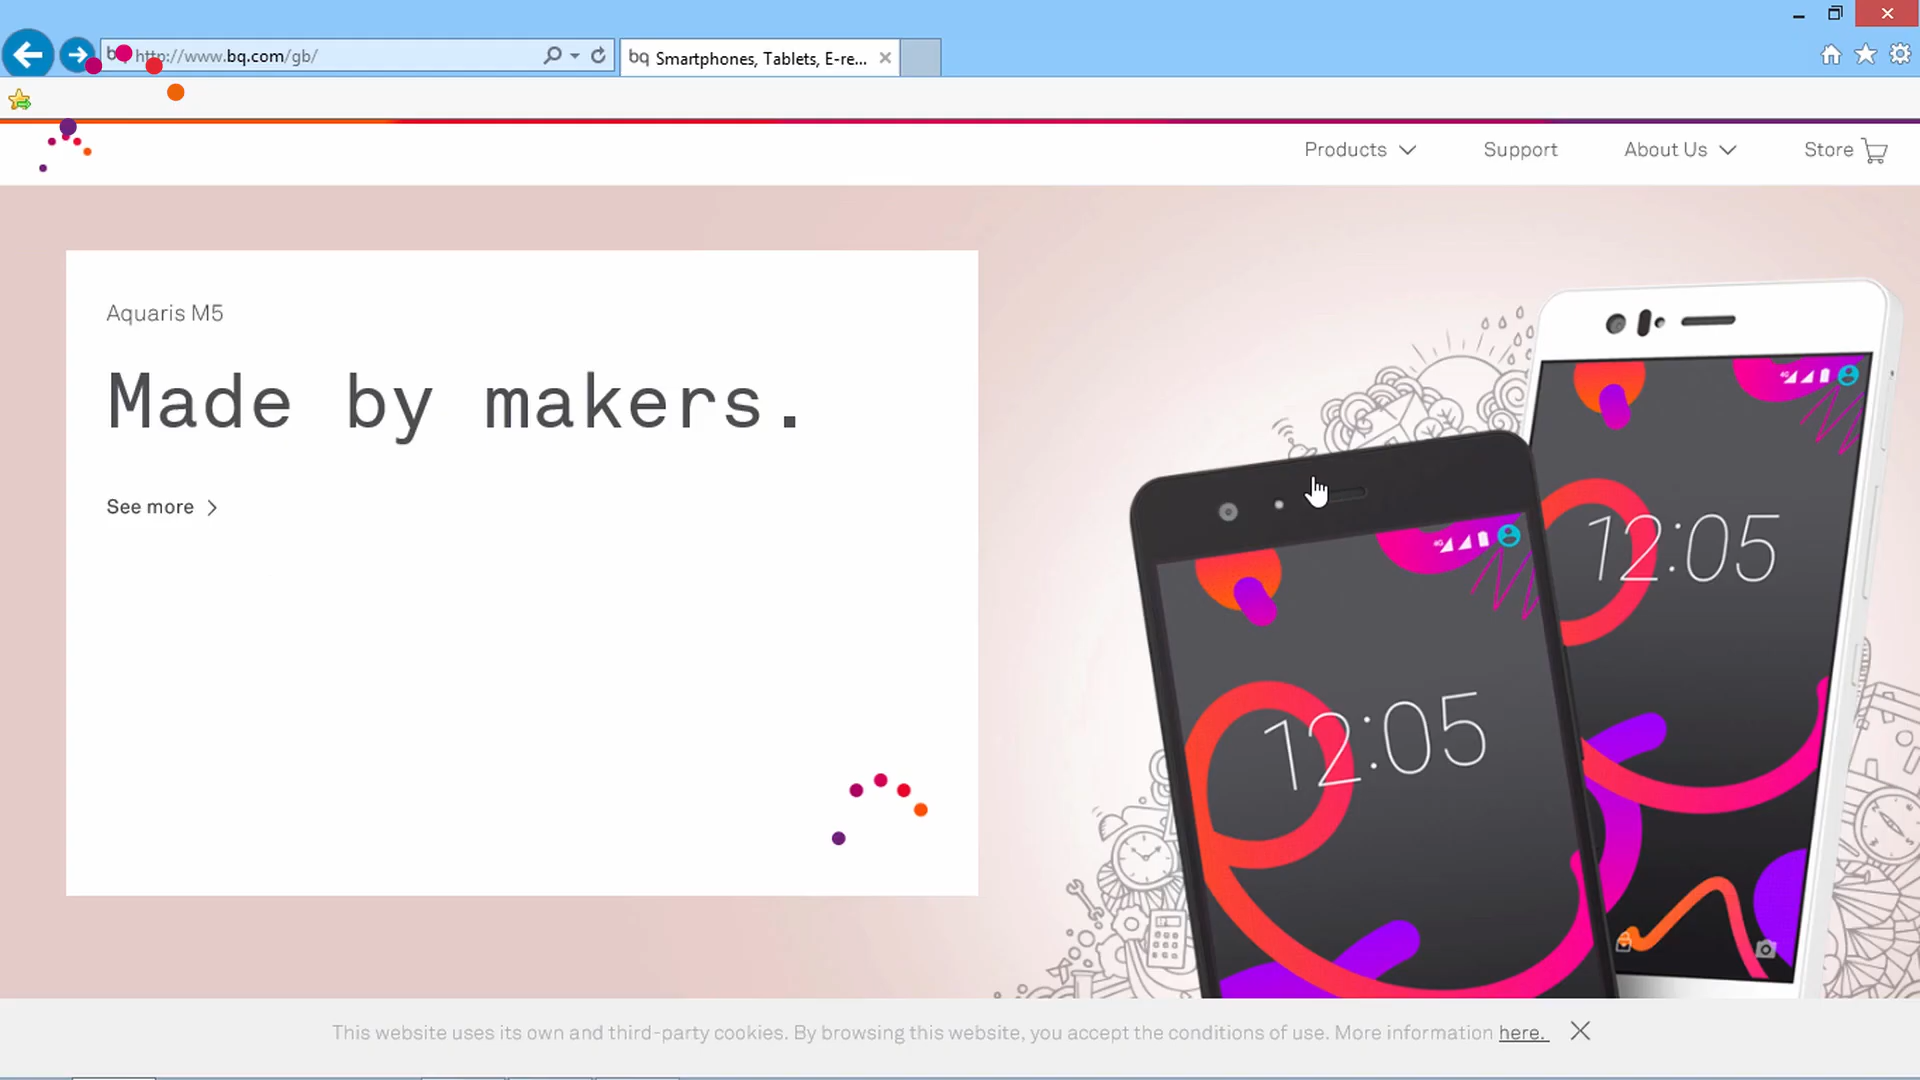 http://www.bq.com/gb/
bq Smartphones, Tablets, E-re...
Products
Support
About Us
Store
Aquaris M5
Made by makers.
See more
4G
12:05
4G
12:05
This website uses its own and third-party cookies. By browsing this website, you accept the conditions of use. More information here.